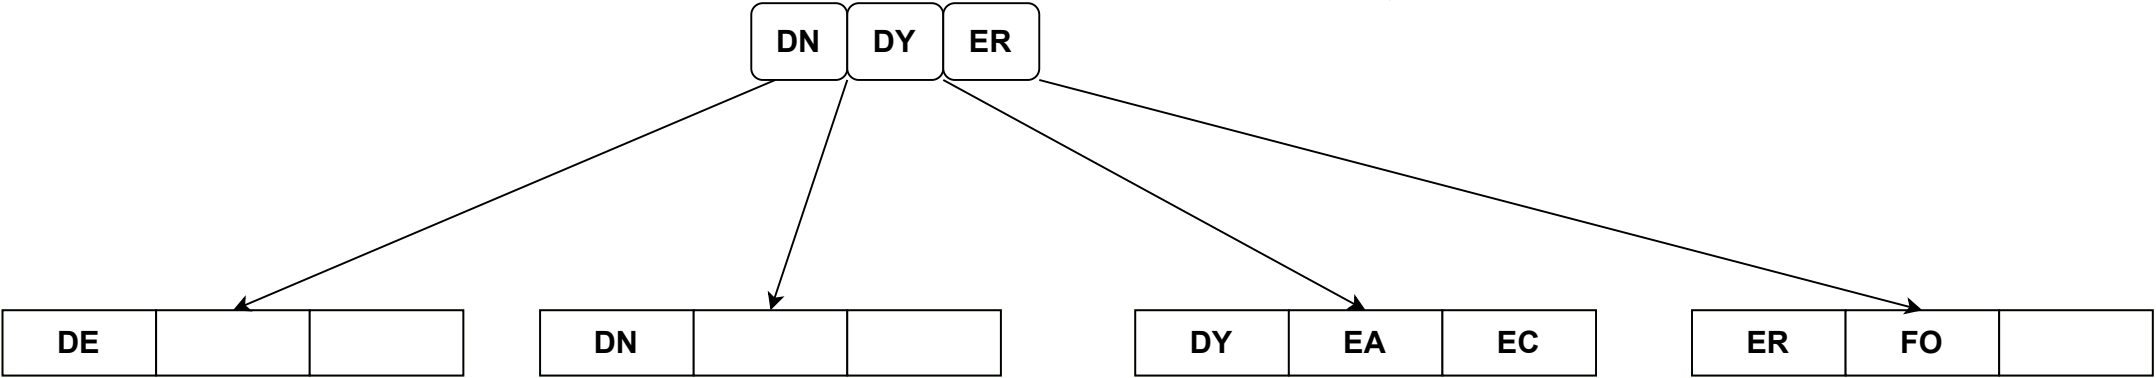 DN DY ER
DE DN DY EA EC ER FO